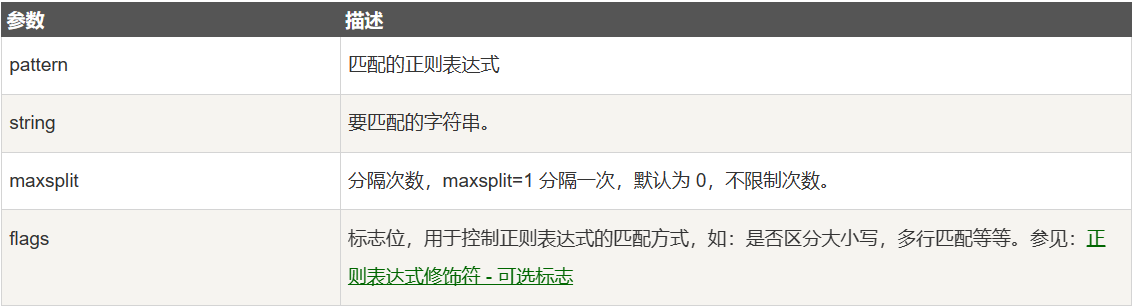 参数 描述
pattern 匹配的正则表达式
string 要匹配的字符串。
maxsplit 分隔次数，maxsplit=1 分隔一次，默认为 0，不限制次数。
flags 标志位，用于控制正则表达式的匹配方式，如：是否区分大小写，多行匹配等等。参见：正
则表达式修饰符 - 可选标志